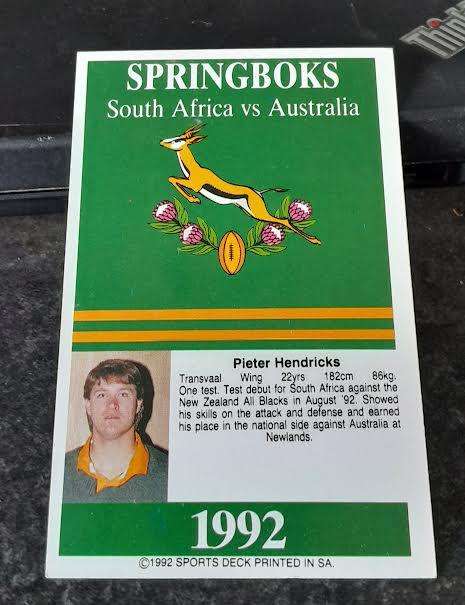 SPRINGBOKS
South Africa vs Australia
Pieter Hendricks
Transvaal Wing 22yrs 182cm 86kg.
One test. Test debut for South Africa against the
New Zealand All Blacks in August '92. Showed
his skills on the attack and defense and earned
his place in the national side against Australia at
Newlands.
1992
©1992 SPORTS DECK PRINTED IN SA.